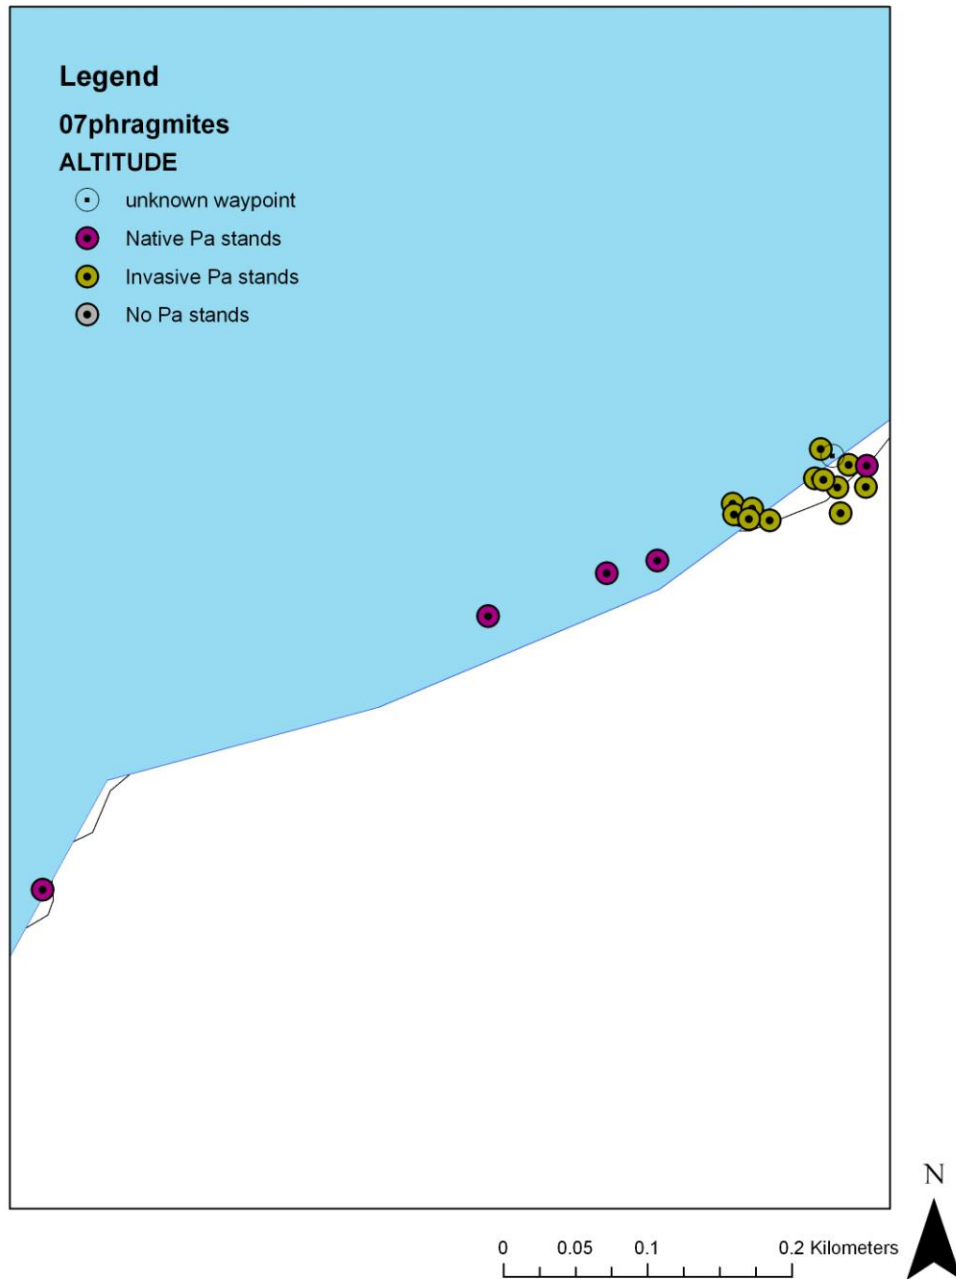 Legend
07phragmites
ALTITUDE
unknown waypoint
Native Pa stands
Invasive Pa stands
No Pa stands
N
0 0.05 0.1 0.2 Kilometers